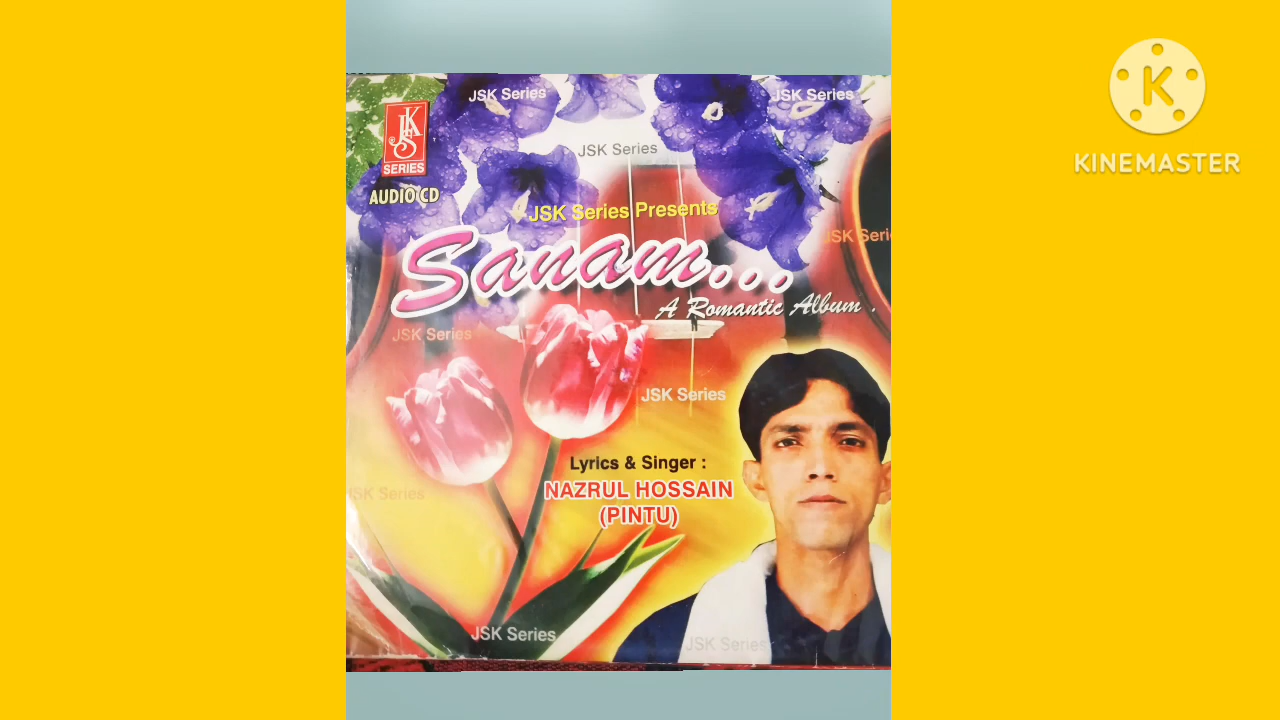 JSK Series
JSK Series
JSK
SERIES
AUDIO CD
JSK Series
JSK Series Presents
Sanam...
A Romantic Album .
JSK Series
JSK Series
JSK Series
Lyrics & Singer :
NAZRUL HOSSAIN
(PINTU)
JSK Series
JSK Series
JSK Series
K
KINEMASTER